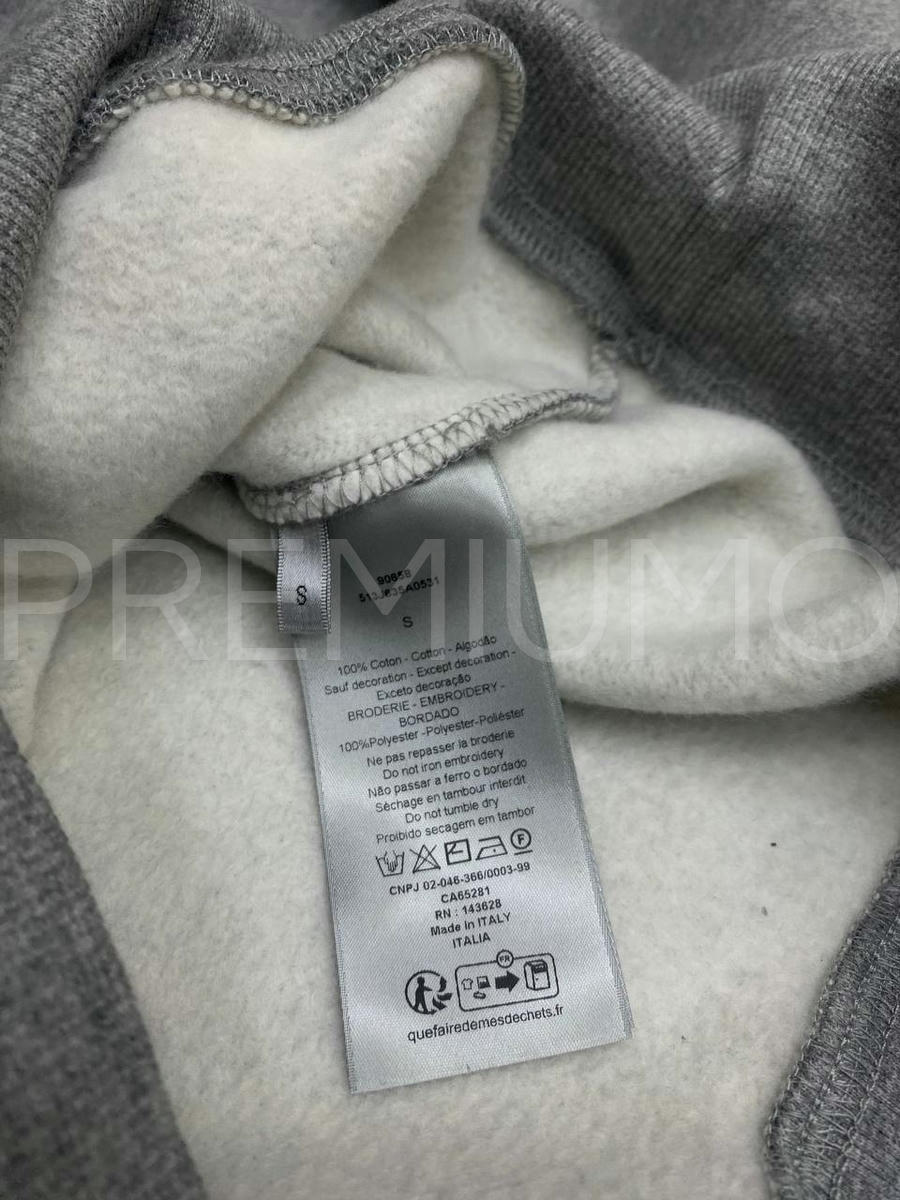 PREMIUMO
S
9065B
513J635A0531
S
100% Coton - Cotton - Algodão
Sauf decoration - Except decoration -
Exceto decoração
BRODERIE - EMBROIDERY -
BORDADO
100%Polyester -Polyester-Poliéster
Ne pas repasser la broderie
Do not iron embroidery
Não passar a ferro o bordado
Séchage en tambour interdit
Do not tumble dry
Proibido secagem em tambor
F
CNPJ 02-046-366/0003-99
CA65281
RN : 143628
Made in ITALY
ITALIA
FR
quefairedemesdechets.fr